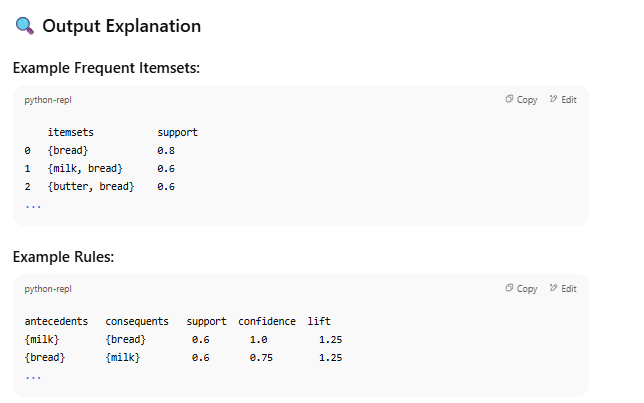 🔍 Output Explanation
Example Frequent Itemsets:
python-repl Copy Edit
itemsets support
0 {bread} 0.8
1 {milk, bread} 0.6
2 {butter, bread} 0.6
...
Example Rules:
python-repl Copy Edit
antecedents consequents support confidence lift
{milk} {bread} 0.6 1.0 1.25
{bread} {milk} 0.6 0.75 1.25
...